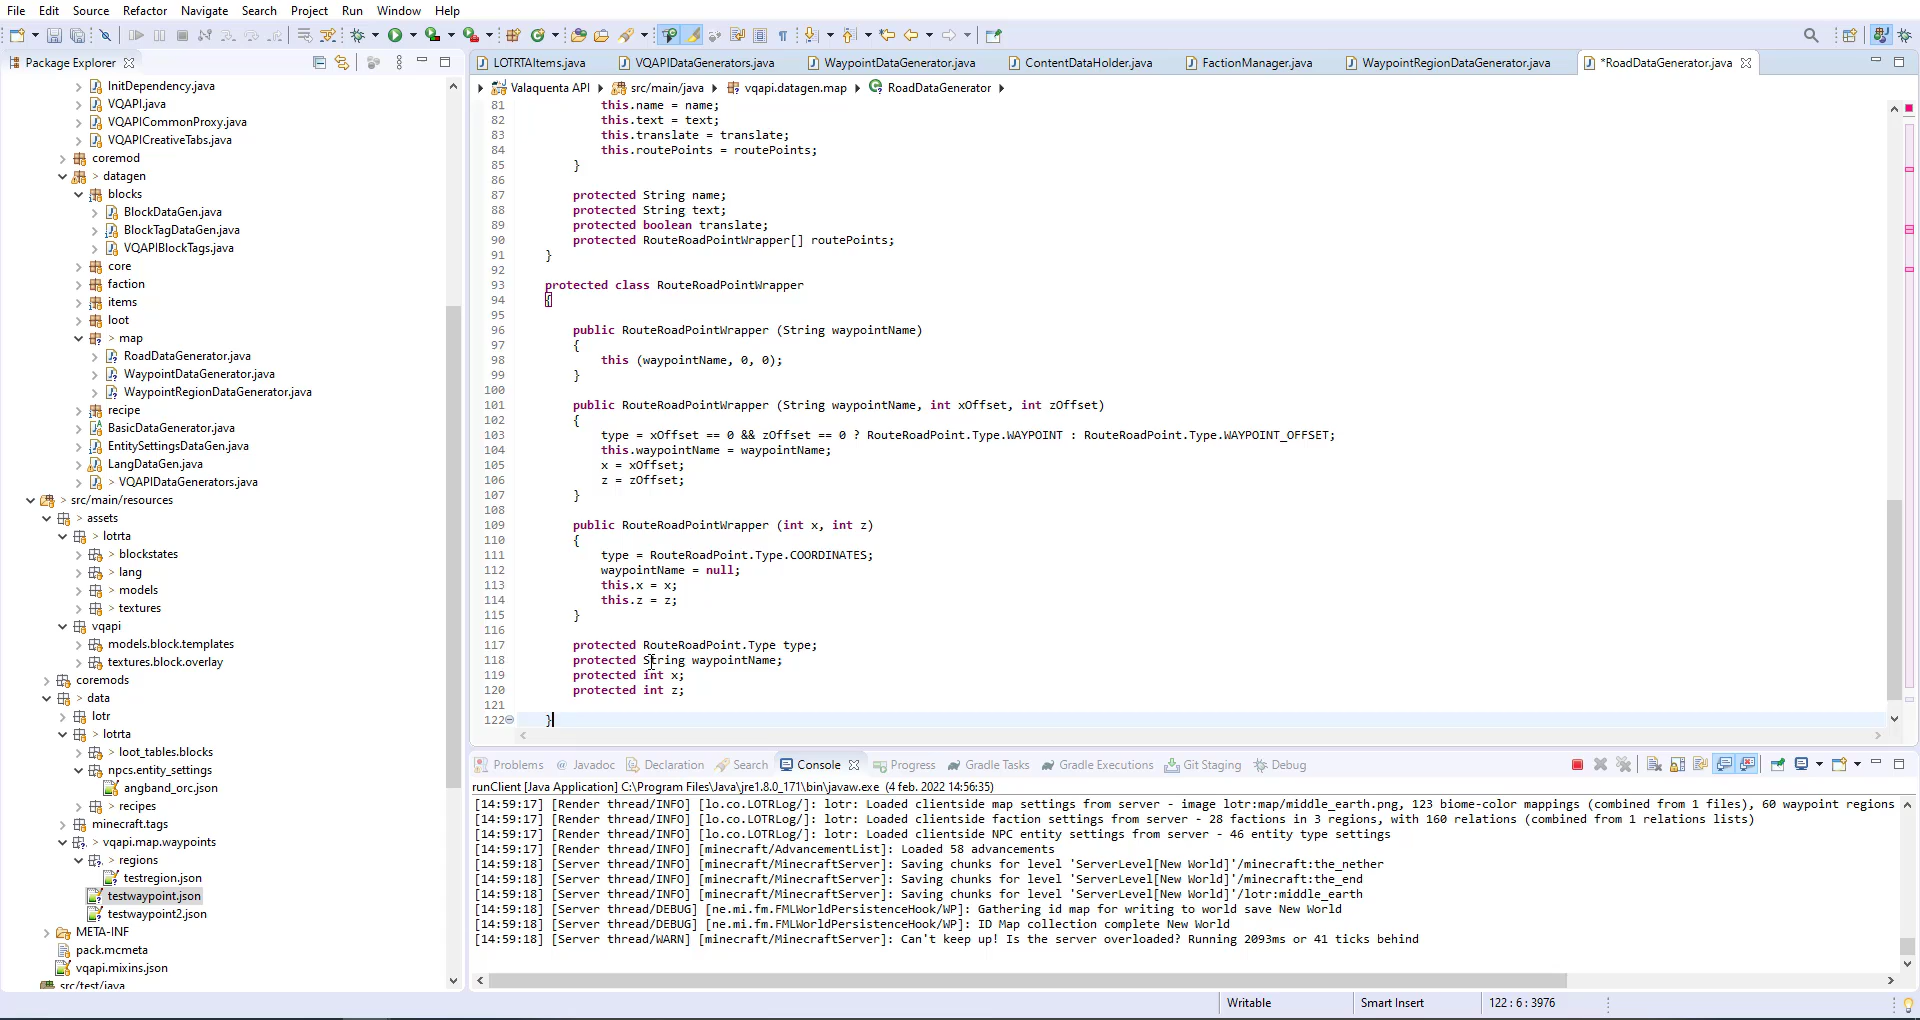 File Edit Source Refactor Navigate Search Project Run Window Help
Package Explorer
LOTRTAItems.java VQAPIDataGenerators.java WaypointDataGenerator.java ContentDataHolder.java FactionManager.java WaypointRegionDataGenerator.java *RoadDataGenerator.java
Valaquenta API src/main/java vqapi.datagen.map RoadDataGenerator
InitDependency.java
VQAPI.java
VQAPICommonProxy.java
VQAPICreativeTabs.java
coremod
> datagen
blocks
BlockDataGen.java
BlockTagDataGen.java
VQAPIBlockTags.java
core
faction
items
loot
> map
RoadDataGenerator.java
WaypointDataGenerator.java
WaypointRegionDataGenerator.java
recipe
BasicDataGenerator.java
EntitySettingsDataGen.java
LangDataGen.java
> VQAPIDataGenerators.java
> src/main/resources
> assets
> lotrta
> blockstates
> lang
> models
> textures
vqapi
models.block.templates
textures.block.overlay
coremods
> data
lotr
> lotrta
> loot_tables.blocks
npcs.entity_settings
angband_orc.json
> recipes
minecraft.tags
> vqapi.map.waypoints
> regions
testregion.json
testwaypoint.json
testwaypoint2.json
META-INF
pack.mcmeta
vqapi.mixins.json
src/test/java
81 this.name = name;
82 this.text = text;
83 this.translate = translate;
84 this.routePoints = routePoints;
85 }
86
87 protected String name;
88 protected String text;
89 protected boolean translate;
90 protected RouteRoadPointWrapper[] routePoints;
91 }
92
93 protected class RouteRoadPointWrapper
94 {
95
96 public RouteRoadPointWrapper (String waypointName)
97 {
98 this (waypointName, 0, 0);
99 }
100
101 public RouteRoadPointWrapper (String waypointName, int xOffset, int zOffset)
102 {
103 type = xOffset == 0 && zOffset == 0 ? RouteRoadPoint.Type.WAYPOINT : RouteRoadPoint.Type.WAYPOINT_OFFSET;
104 this.waypointName = waypointName;
105 x = xOffset;
106 z = zOffset;
107 }
108
109 public RouteRoadPointWrapper (int x, int z)
110 {
111 type = RouteRoadPoint.Type.COORDINATES;
112 waypointName = null;
113 this.x = x;
114 this.z = z;
115 }
116
117 protected RouteRoadPoint.Type type;
118 protected String waypointName;
119 protected int x;
120 protected int z;
121
122 }
Problems Javadoc Declaration Search Console Progress Gradle Tasks Gradle Executions Git Staging Debug
runClient [Java Application] C:\Program Files\Java\jre1.8.0_171\bin\javaw.exe (4 feb. 2022 14:56:35)
[14:59:17] [Render thread/INFO] [lo.co.LOTRLog/]: lotr: Loaded clientside map settings from server - image lotr:map/middle_earth.png, 123 biome-color mappings (combined from 1 files), 60 waypoint regions
[14:59:17] [Render thread/INFO] [lo.co.LOTRLog/]: lotr: Loaded clientside faction settings from server - 28 factions in 3 regions, with 160 relations (combined from 1 relations lists)
[14:59:17] [Render thread/INFO] [lo.co.LOTRLog/]: lotr: Loaded clientside NPC entity settings from server - 46 entity type settings
[14:59:17] [Render thread/INFO] [minecraft/AdvancementList]: Loaded 58 advancements
[14:59:18] [Server thread/INFO] [minecraft/MinecraftServer]: Saving chunks for level 'ServerLevel[New World]'/minecraft:the_nether
[14:59:18] [Server thread/INFO] [minecraft/MinecraftServer]: Saving chunks for level 'ServerLevel[New World]'/minecraft:the_end
[14:59:18] [Server thread/INFO] [minecraft/MinecraftServer]: Saving chunks for level 'ServerLevel[New World]'/lotr:middle_earth
[14:59:18] [Server thread/DEBUG] [ne.mi.fm.FMLWorldPersistenceHook/WP]: Gathering id map for writing to world save New World
[14:59:18] [Server thread/DEBUG] [ne.mi.fm.FMLWorldPersistenceHook/WP]: ID Map collection complete New World
[14:59:18] [Server thread/WARN] [minecraft/MinecraftServer]: Can't keep up! Is the server overloaded? Running 2093ms or 41 ticks behind
Writable Smart Insert 122 : 6 : 3976